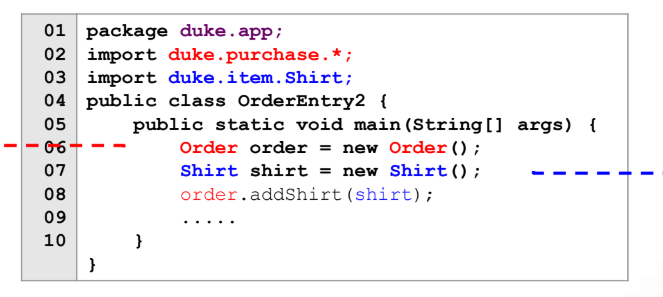 01 package duke.app;
02 import duke.purchase.*;
03 import duke.item.Shirt;
04 public class OrderEntry2 {
05 public static void main(String[] args) {
06 Order order = new Order();
07 Shirt shirt = new Shirt();
08 order.addShirt(shirt);
09 .....
10 }
}